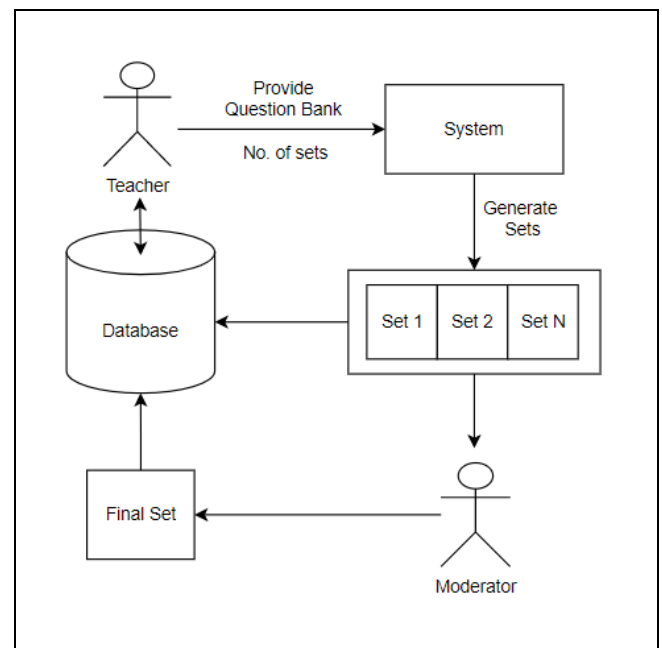 Provide
Question Bank
No. of sets
System
Teacher
Generate
Sets
Database
Set 1
Set 2
Set N
Final Set
Moderator